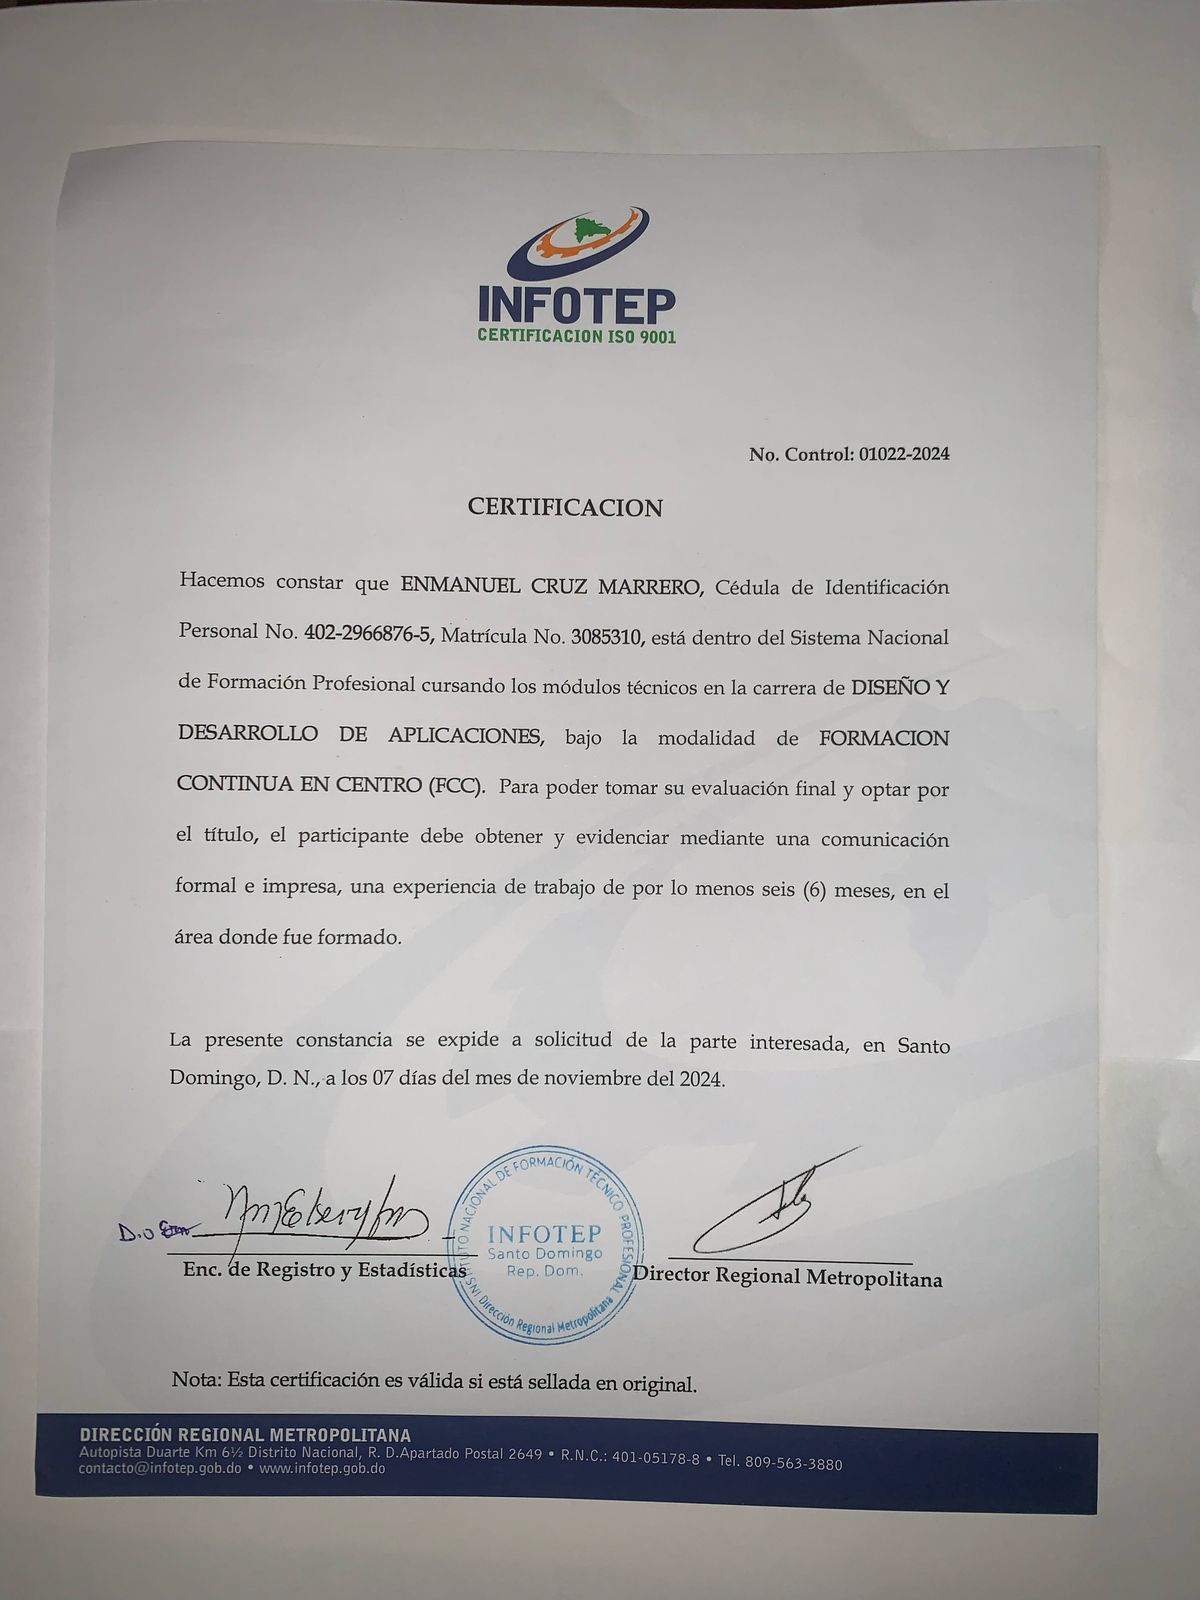 INFOTEP
CERTIFICACION ISO 9001
No. Control: 01022-2024
CERTIFICACION
Hacemos constar que ENMANUEL CRUZ MARRERO, Cédula de Identificación
Personal No. 402-2966876-5, Matrícula No. 3085310, está dentro del Sistema Nacional
de Formación Profesional cursando los módulos técnicos en la carrera de DISEÑO Y
DESARROLLO DE APLICACIONES, bajo la modalidad de FORMACION
CONTINUA EN CENTRO (FCC). Para poder tomar su evaluación final y optar por
el título, el participante debe obtener y evidenciar mediante una comunicación
formal e impresa, una experiencia de trabajo de por lo menos seis (6) meses, en el
área donde fue formado.
La presente constancia se expide a solicitud de la parte interesada, en Santo
Domingo, D. N., a los 07 días del mes de noviembre del 2024.
Enc. de Registro y Estadísticas
INSTITUTO NACIONAL DE FORMACIÓN TÉCNICO PROFESIONAL
INFOTEP
Santo Domingo
Rep. Dom.
Dirección Regional Metropolitana
Director Regional Metropolitana
Nota: Esta certificación es válida si está sellada en original.
DIRECCIÓN REGIONAL METROPOLITANA
Autopista Duarte Km 6½ Distrito Nacional, R. D.Apartado Postal 2649 • R.N.C.: 401-05178-8 • Tel. 809-563-3880
contacto@infotep.gob.do • www.infotep.gob.do